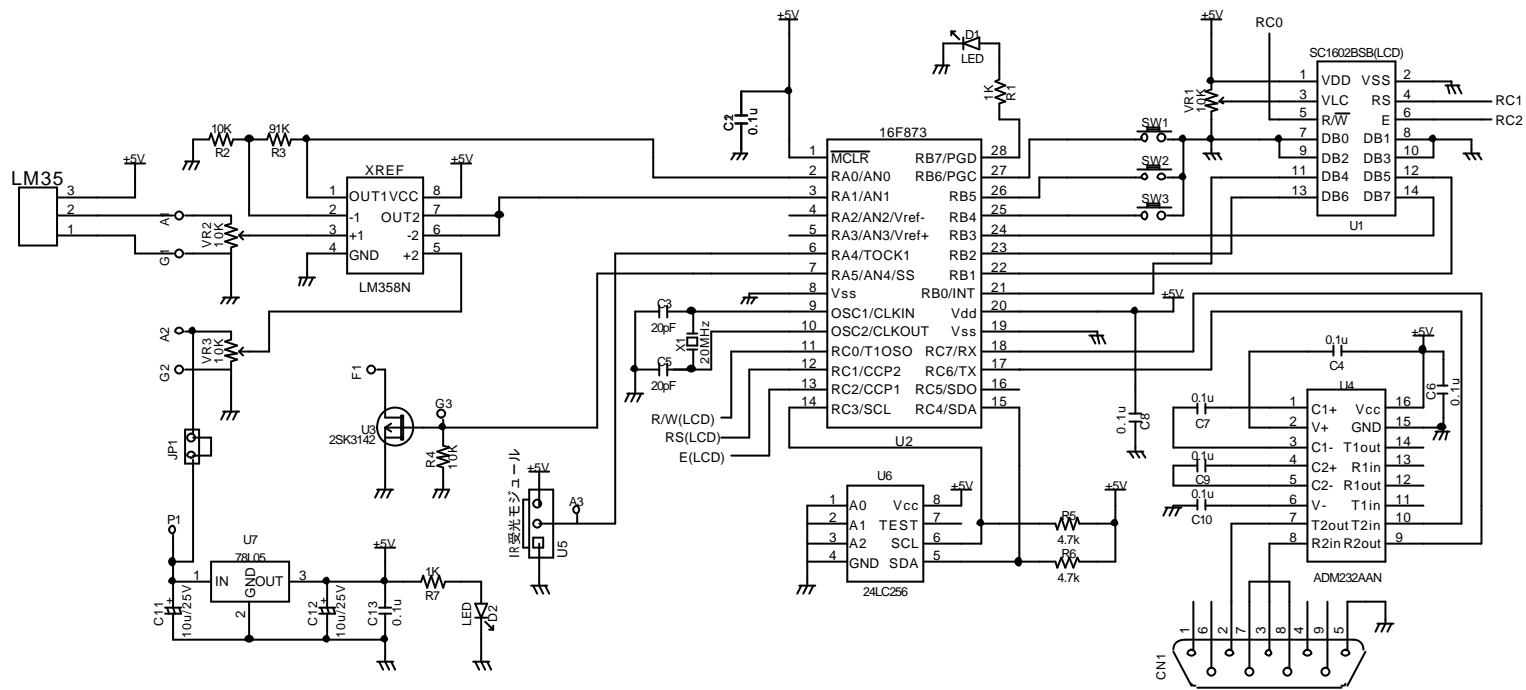 LM35
3
2
1
+5V
A1
G1
VR2
10K
10K
R2
91K
R3
XREF
1 OUT1 VCC 8
2 -1 OUT2 7
3 +1 -2 6
4 GND +2 5
LM358N
+5V
A2
G2
VR3
10K
JP1
P1
U7
78L05
1 IN OUT 3
GND
2
C11
10u/25V
C12
10u/25V
C13
0.1u
+5V
1K
R7
LED
D2
F1
U3
2SK3142
G3
R4
10K
IR受光モジュール
+5V
A3
U5
+5V
0.1u
D1
LED
1K
R1
16F873
1 MCLR RB7/PGD 28
2 RA0/AN0 RB6/PGC 27
3 RA1/AN1 RB5 26
4 RA2/AN2/Vref- RB4 25
5 RA3/AN3/Vref+ RB3 24
6 RA4/TOCK1 RB2 23
7 RA5/AN4/SS RB1 22
8 Vss RB0/INT 21
9 OSC1/CLKIN Vdd 20
10 OSC2/CLKOUT Vss 19
11 RC0/T1OSO RC7/RX 18
12 RC1/CCP2 RC6/TX 17
13 RC2/CCP1 RC5/SDO 16
14 RC3/SCL RC4/SDA 15
U2
C3
20pF
X1
20MHz
C5
20pF
R/W(LCD)
RS(LCD)
E(LCD)
U6
1 A0 Vcc 8
2 A1 TEST 7
3 A2 SCL 6
4 GND SDA 5
24LC256
+5V
+5V
R5
4.7k
R6
4.7k
SW1
SW2
SW3
+5V
0.1u
C8
+5V
RC0
VR1
10K
SC1602BSB(LCD)
1 VDD VSS 2
3 VLC RS 4
5 R/W E 6
7 DB0 DB1 8
9 DB2 DB3 10
11 DB4 DB5 12
13 DB6 DB7 14
U1
RC1
RC2
+5V
0.1u
C4
C6
0.1u
U4
1 C1+ Vcc 16
2 V+ GND 15
3 C1- T1out 14
4 C2+ R1in 13
5 C2- R1out 12
6 V- T1in 11
7 T2out T2in 10
8 R2in R2out 9
ADM232AAN
0.1u
C7
0.1u
C9
0.1u
C10
CN1
1 6 2 7 3 8 4 9 5